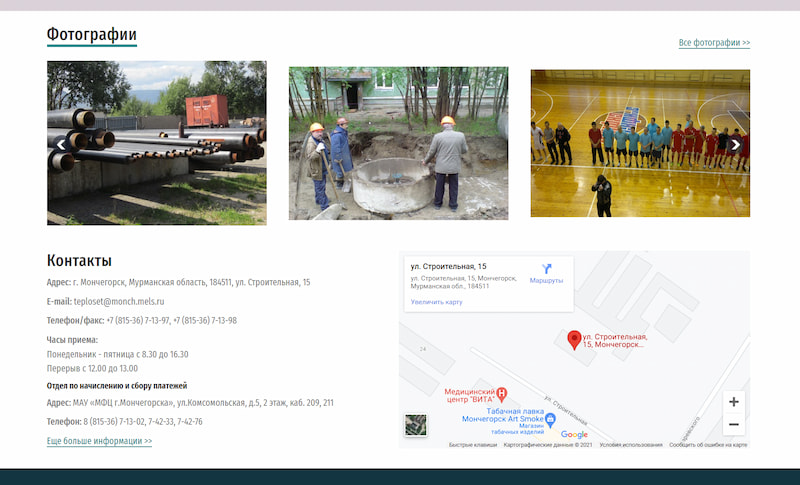 Фотографии
Все фотографии >>
Контакты
Адрес: г. Мончегорск, Мурманская область, 184511, ул. Строительная, 15
E-mail: teploset@monch.mels.ru
Телефон/факс: +7 (815-36) 7-13-97, +7 (815-36) 7-13-98
Часы приема:
Понедельник - пятница с 8.30 до 16.30
Перерыв с 12.00 до 13.00
Отдел по начислению и сбору платежей
Адрес: МАУ «МФЦ г.Мончегорска», ул.Комсомольская, д.5, 2 этаж, каб. 209, 211
Телефон: 8 (815-36) 7-13-02, 7-42-33, 7-42-76
Еще больше информации >>
ул. Строительная, 15
ул. Строительная, 15, Мончегорск,
Мурманская обл., 184511
Маршруты
Увеличить карту
ул. Строительная,
15, Мончегорск...
24
Медицинский
центр "ВИТА"
ул. Строительная
Табачная лавка
Мончегорск Art Smoke
Магазин
табачных изделий
Google
Быстрые клавиши
Картографические данные © 2021
Условия использования
Сообщить об ошибке на карте